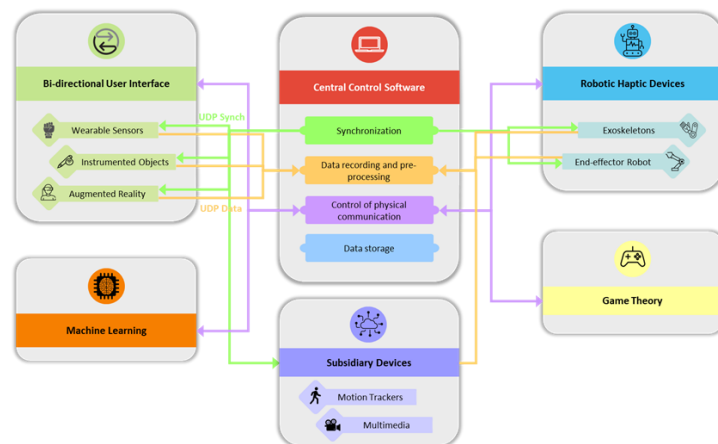 Bi-directional User Interface
Central Control Software
Robotic Haptic Devices
UDP Synch
Wearable Sensors
Instrumented Objects
Augmented Reality
UDP Data
Synchronization
Data recording and pre-
processing
Control of physical
communication
Data storage
Exoskeletons
End-effector Robot
Machine Learning
Subsidiary Devices
Motion Trackers
Multimedia
Game Theory